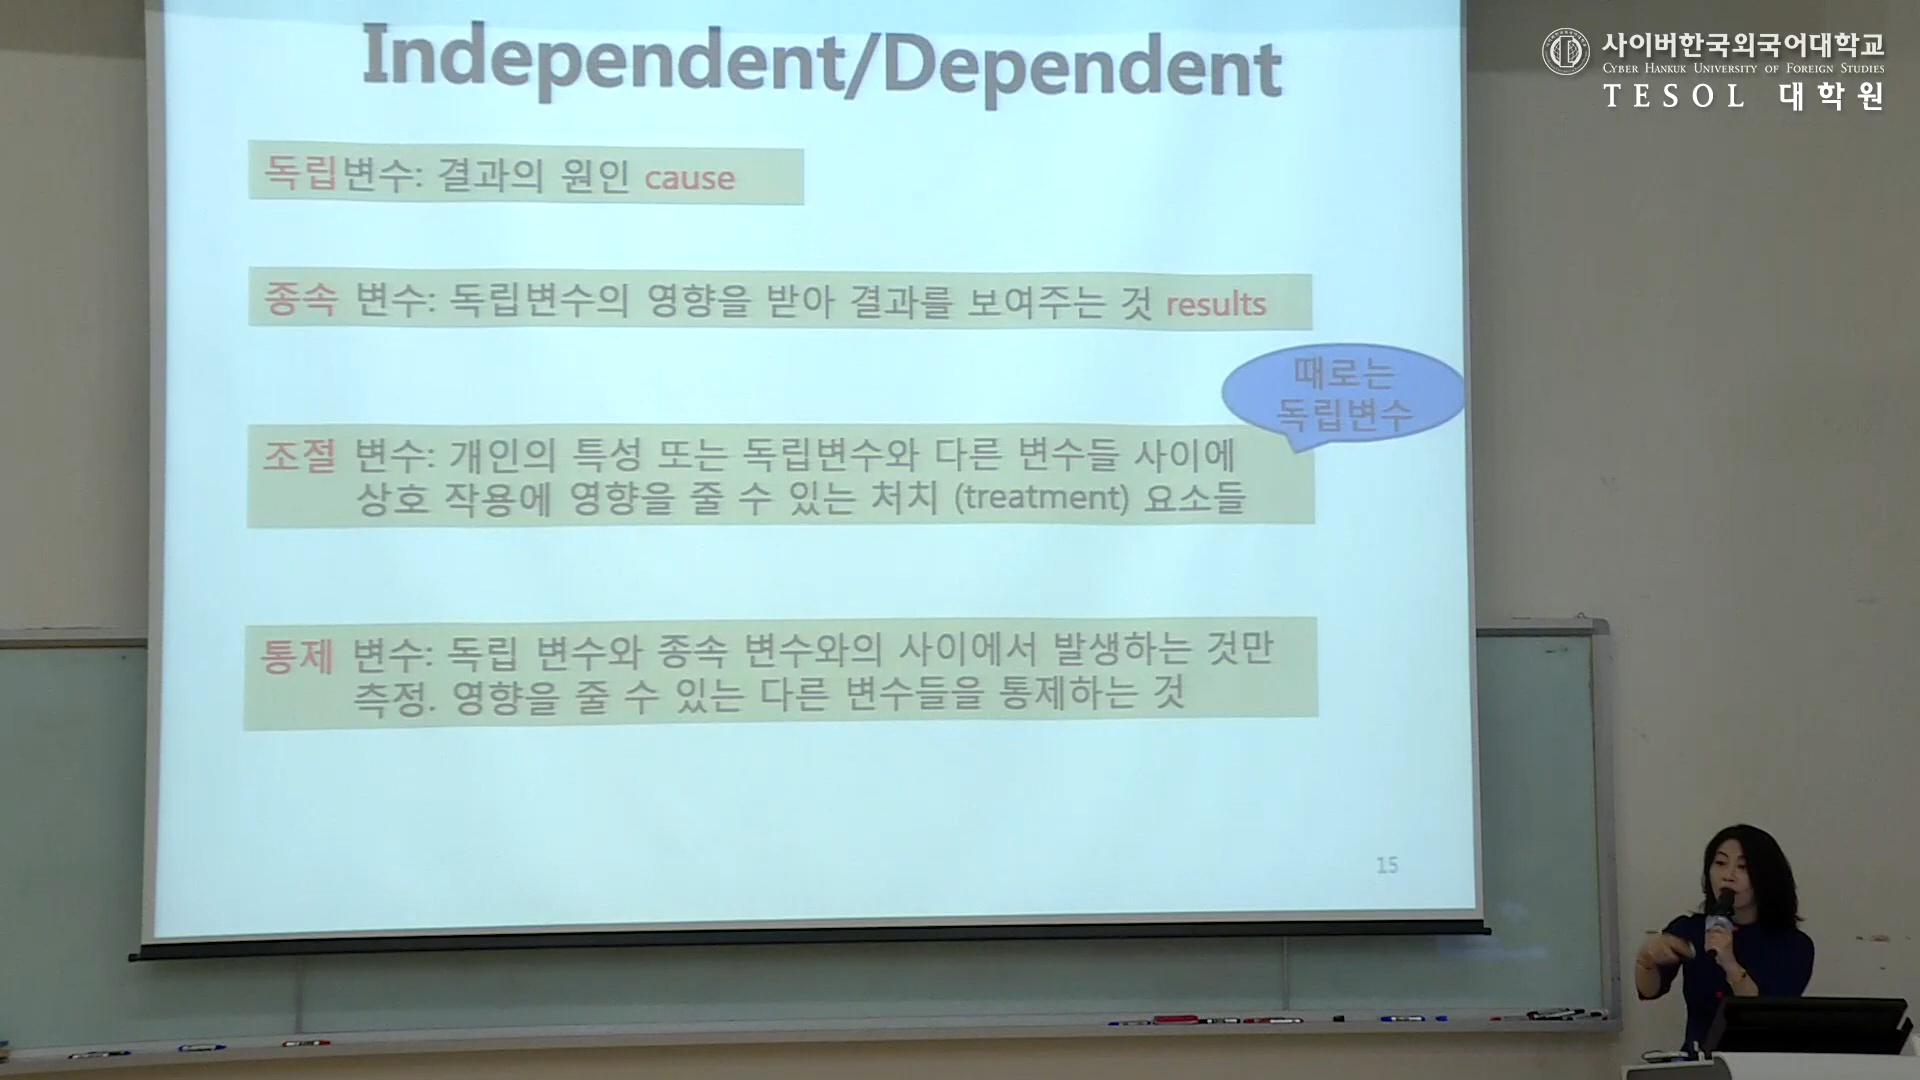 Independent/Dependent
독립변수: 결과의 원인 cause
종속 변수: 독립변수의 영향을 받아 결과를 보여주는 것 results
때로는
독립변수
조절 변수: 개인의 특성 또는 독립변수와 다른 변수들 사이에
상호 작용에 영향을 줄 수 있는 처치 (treatment) 요소들
통제 변수: 독립 변수와 종속 변수와의 사이에서 발생하는 것만
측정. 영향을 줄 수 있는 다른 변수들을 통제하는 것
15
사이버한국외국어대학교
CYBER HANKUK UNIVERSITY OF FOREIGN STUDIES
TESOL 대학원